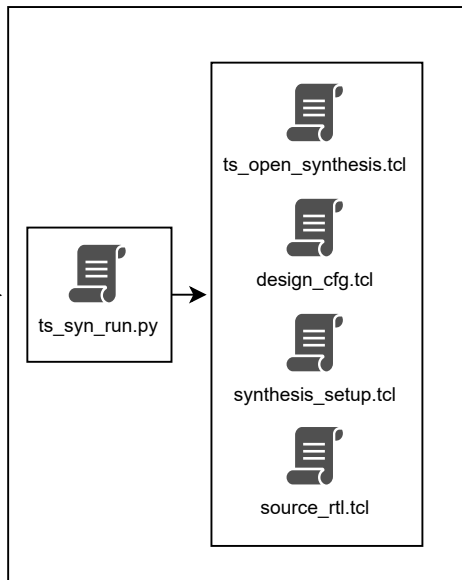 ts_open_synthesis.tcl
design_cfg.tcl
ts_syn_run.py
synthesis_setup.tcl
source_rtl.tcl